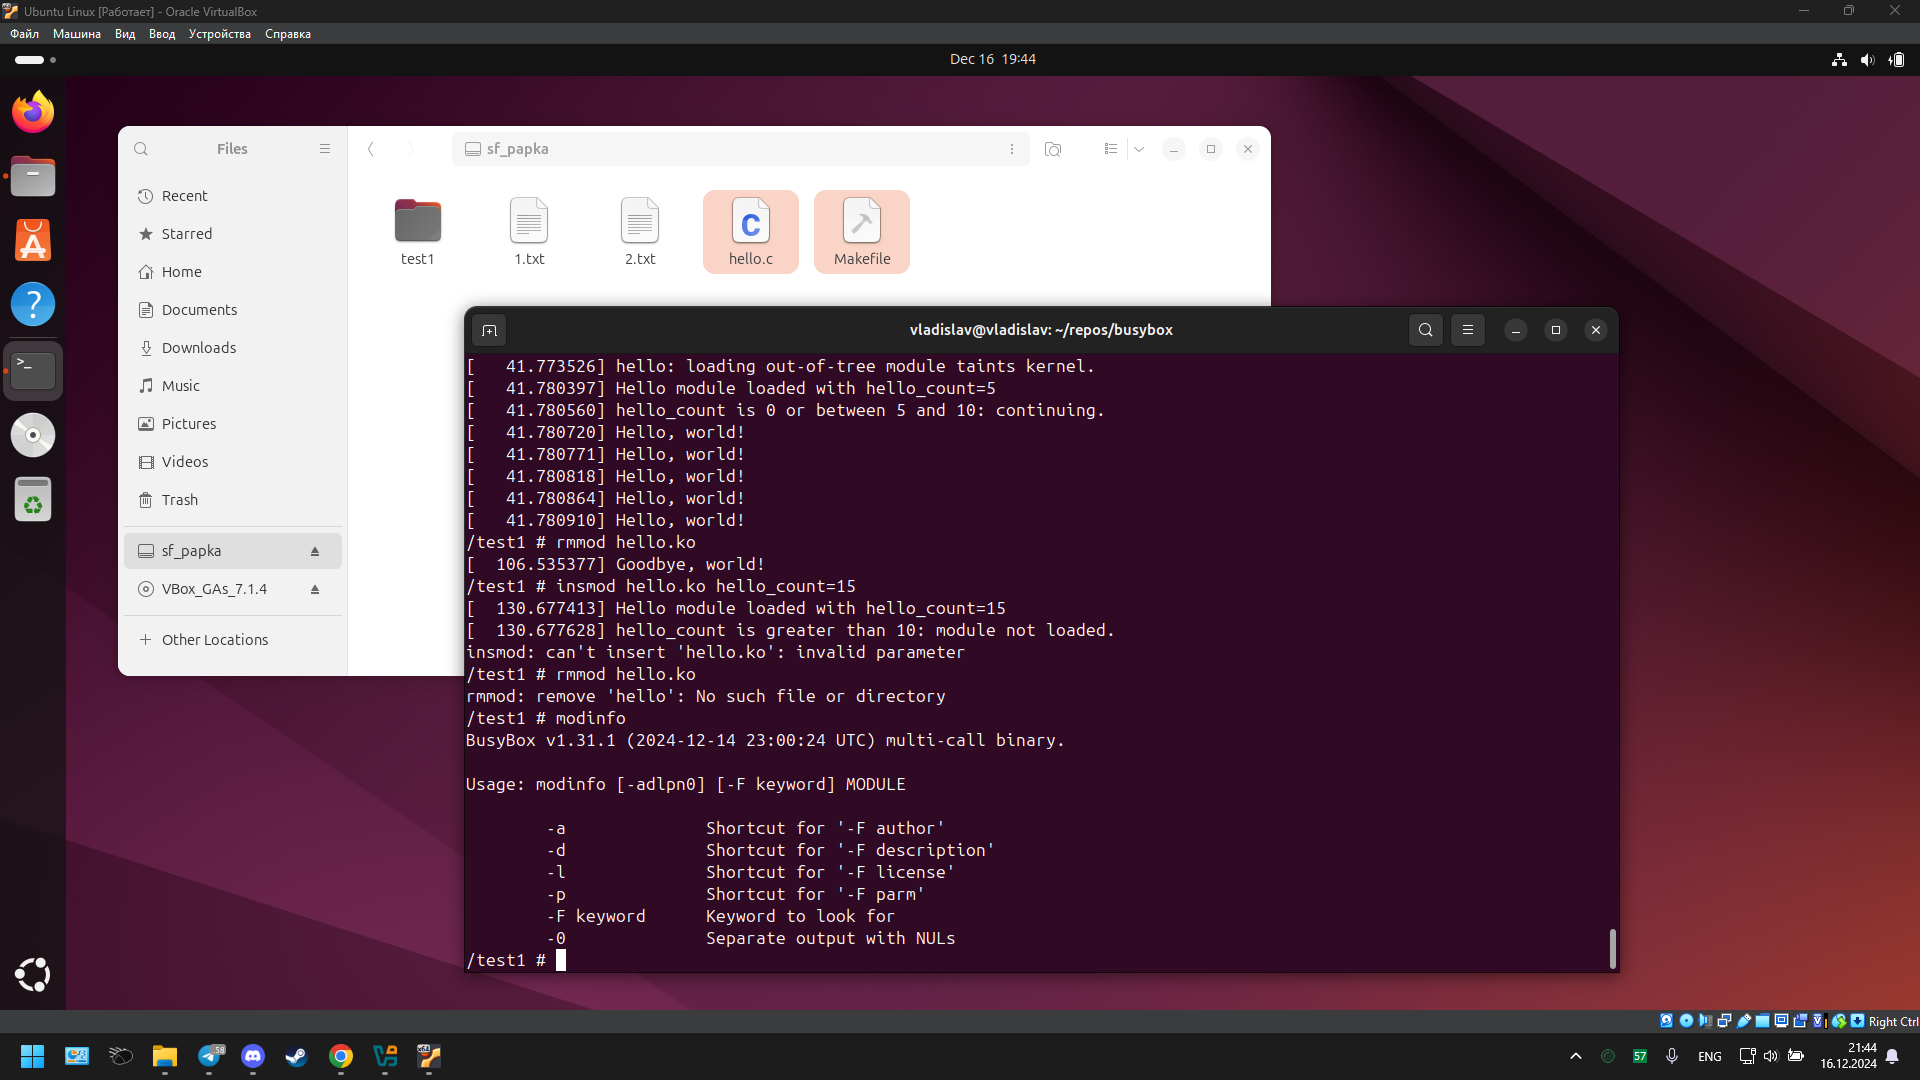 Ubuntu Linux [Работает] - Oracle VirtualBox
Файл Машина Вид Ввод Устройства Справка
Dec 16 19:44
Files
sf_papka
Recent
Starred
Home
Documents
Downloads
Music
Pictures
Videos
Trash
sf_papka
VBox_GAs_7.1.4
Other Locations
test1
1.txt
2.txt
hello.c
Makefile
vladislav@vladislav: ~/repos/busybox
[   41.773526] hello: loading out-of-tree module taints kernel.
[   41.780397] Hello module loaded with hello_count=5
[   41.780560] hello_count is 0 or between 5 and 10: continuing.
[   41.780720] Hello, world!
[   41.780771] Hello, world!
[   41.780818] Hello, world!
[   41.780864] Hello, world!
[   41.780910] Hello, world!
/test1 # rmmod hello.ko
[  106.535377] Goodbye, world!
/test1 # insmod hello.ko hello_count=15
[  130.677413] Hello module loaded with hello_count=15
[  130.677628] hello_count is greater than 10: module not loaded.
insmod: can't insert 'hello.ko': invalid parameter
/test1 # rmmod hello.ko
rmmod: remove 'hello': No such file or directory
/test1 # modinfo
BusyBox v1.31.1 (2024-12-14 23:00:24 UTC) multi-call binary.
Usage: modinfo [-adlpn0] [-F keyword] MODULE
-a              Shortcut for '-F author'
-d              Shortcut for '-F description'
-l              Shortcut for '-F license'
-p              Shortcut for '-F parm'
-F keyword      Keyword to look for
-0              Separate output with NULs
/test1 #
Right Ctrl
58
57
ENG
21:44
16.12.2024